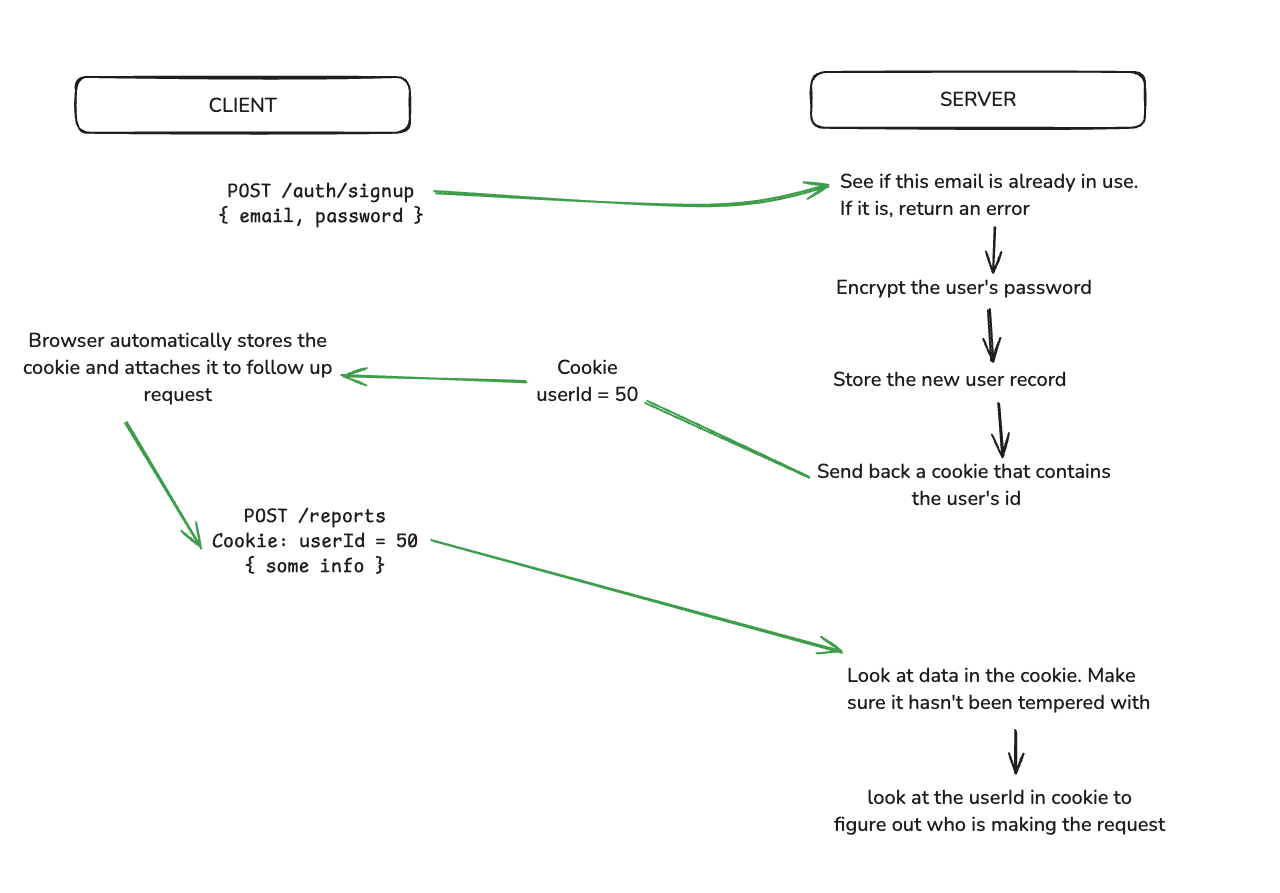 CLIENT
SERVER
POST /auth/signup
{ email, password }
See if this email is already in use.
If it is, return an error
Encrypt the user's password
Store the new user record
Send back a cookie that contains
the user's id
Cookie
userId = 50
Browser automatically stores the
cookie and attaches it to follow up
request
POST /reports
Cookie: userId = 50
{ some info }
Look at data in the cookie. Make
sure it hasn't been tempered with
look at the userId in cookie to
figure out who is making the request